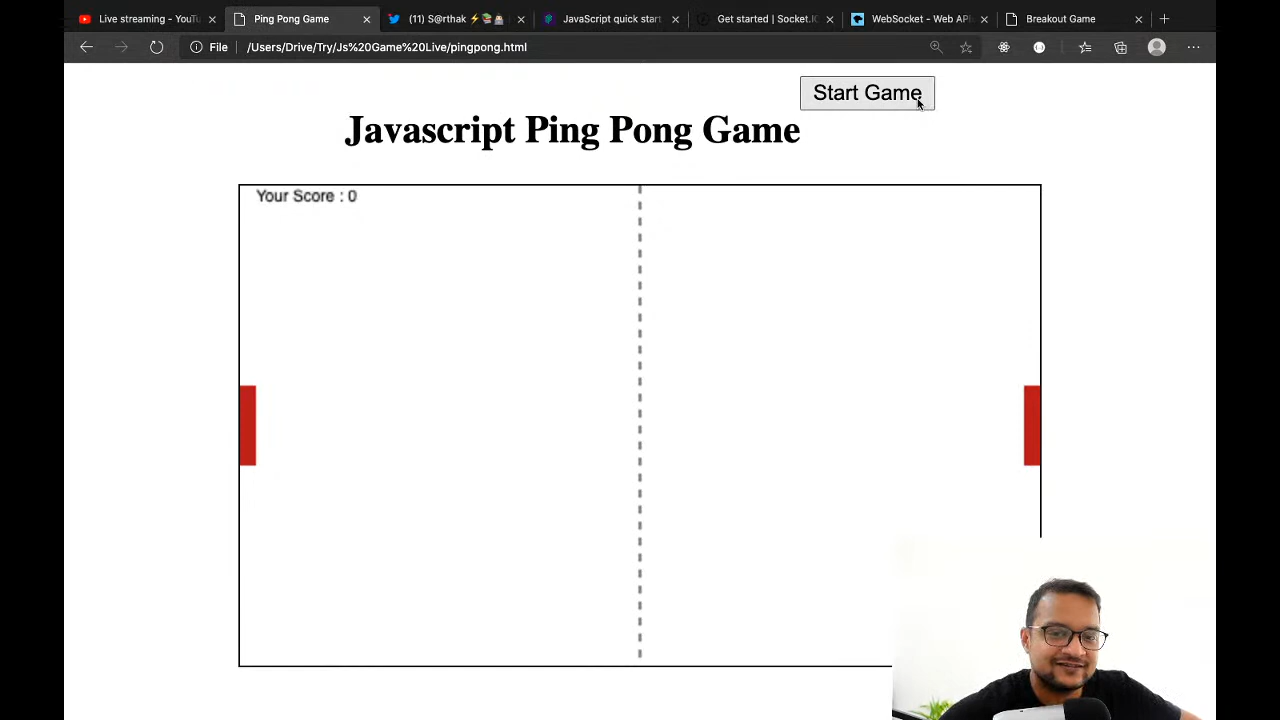 Live streaming - YouTu
Ping Pong Game
(11) S@rthak ⚡📚👨🏻‍💻
JavaScript quick start
Get started | Socket.IO
WebSocket - Web APIs
Breakout Game
File
/Users/Drive/Try/Js%20Game%20Live/pingpong.html
Start Game
Javascript Ping Pong Game
Your Score : 0